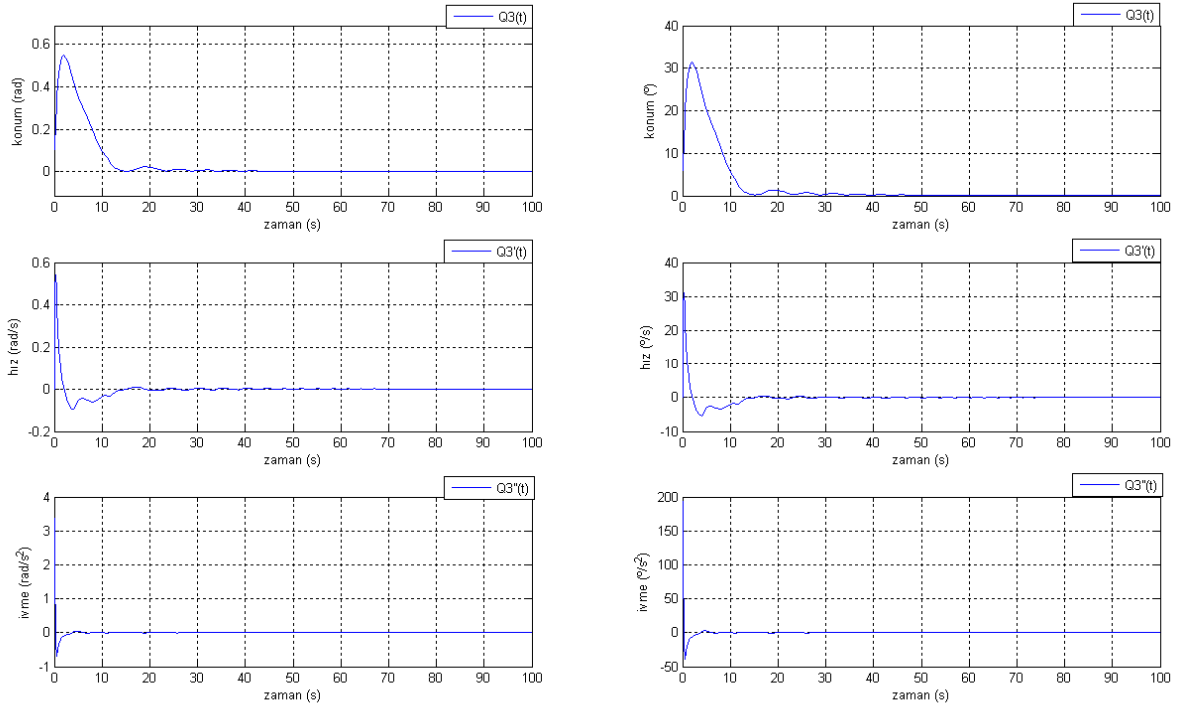 Q3(t)
konum (rad)
0.6
0.4
0.2
0
0 10 20 30 40 50 60 70 80 90 100
zaman (s)
Q3(t)
konum (º)
40
30
20
10
0
0 10 20 30 40 50 60 70 80 90 100
zaman (s)
Q3'(t)
hız (rad/s)
0.6
0.4
0.2
0
-0.2
0 10 20 30 40 50 60 70 80 90 100
zaman (s)
Q3'(t)
hız (º/s)
40
30
20
10
0
-10
0 10 20 30 40 50 60 70 80 90 100
zaman (s)
Q3''(t)
ivme (rad/s²)
4
3
2
1
0
-1
0 10 20 30 40 50 60 70 80 90 100
zaman (s)
Q3''(t)
ivme (º/s²)
200
150
100
50
0
-50
0 10 20 30 40 50 60 70 80 90 100
zaman (s)